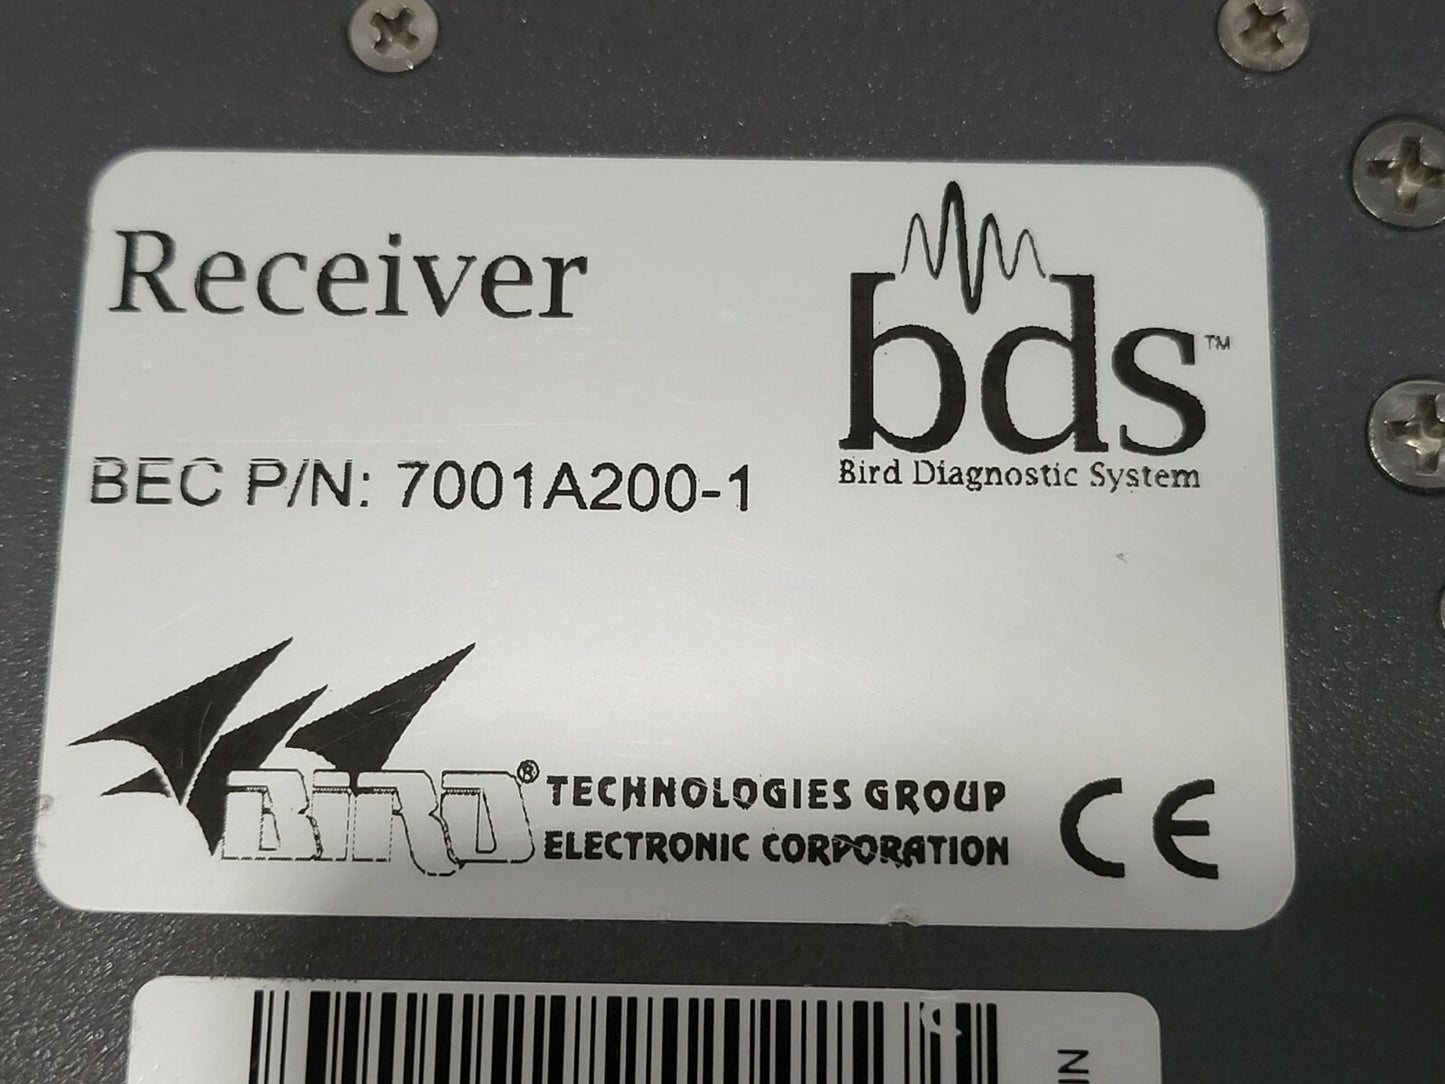 Receiver
bds™
Bird Diagnostic System
BEC P/N: 7001A200-1
BIRD® TECHNOLOGIES GROUP
ELECTRONIC CORPORATION
CE